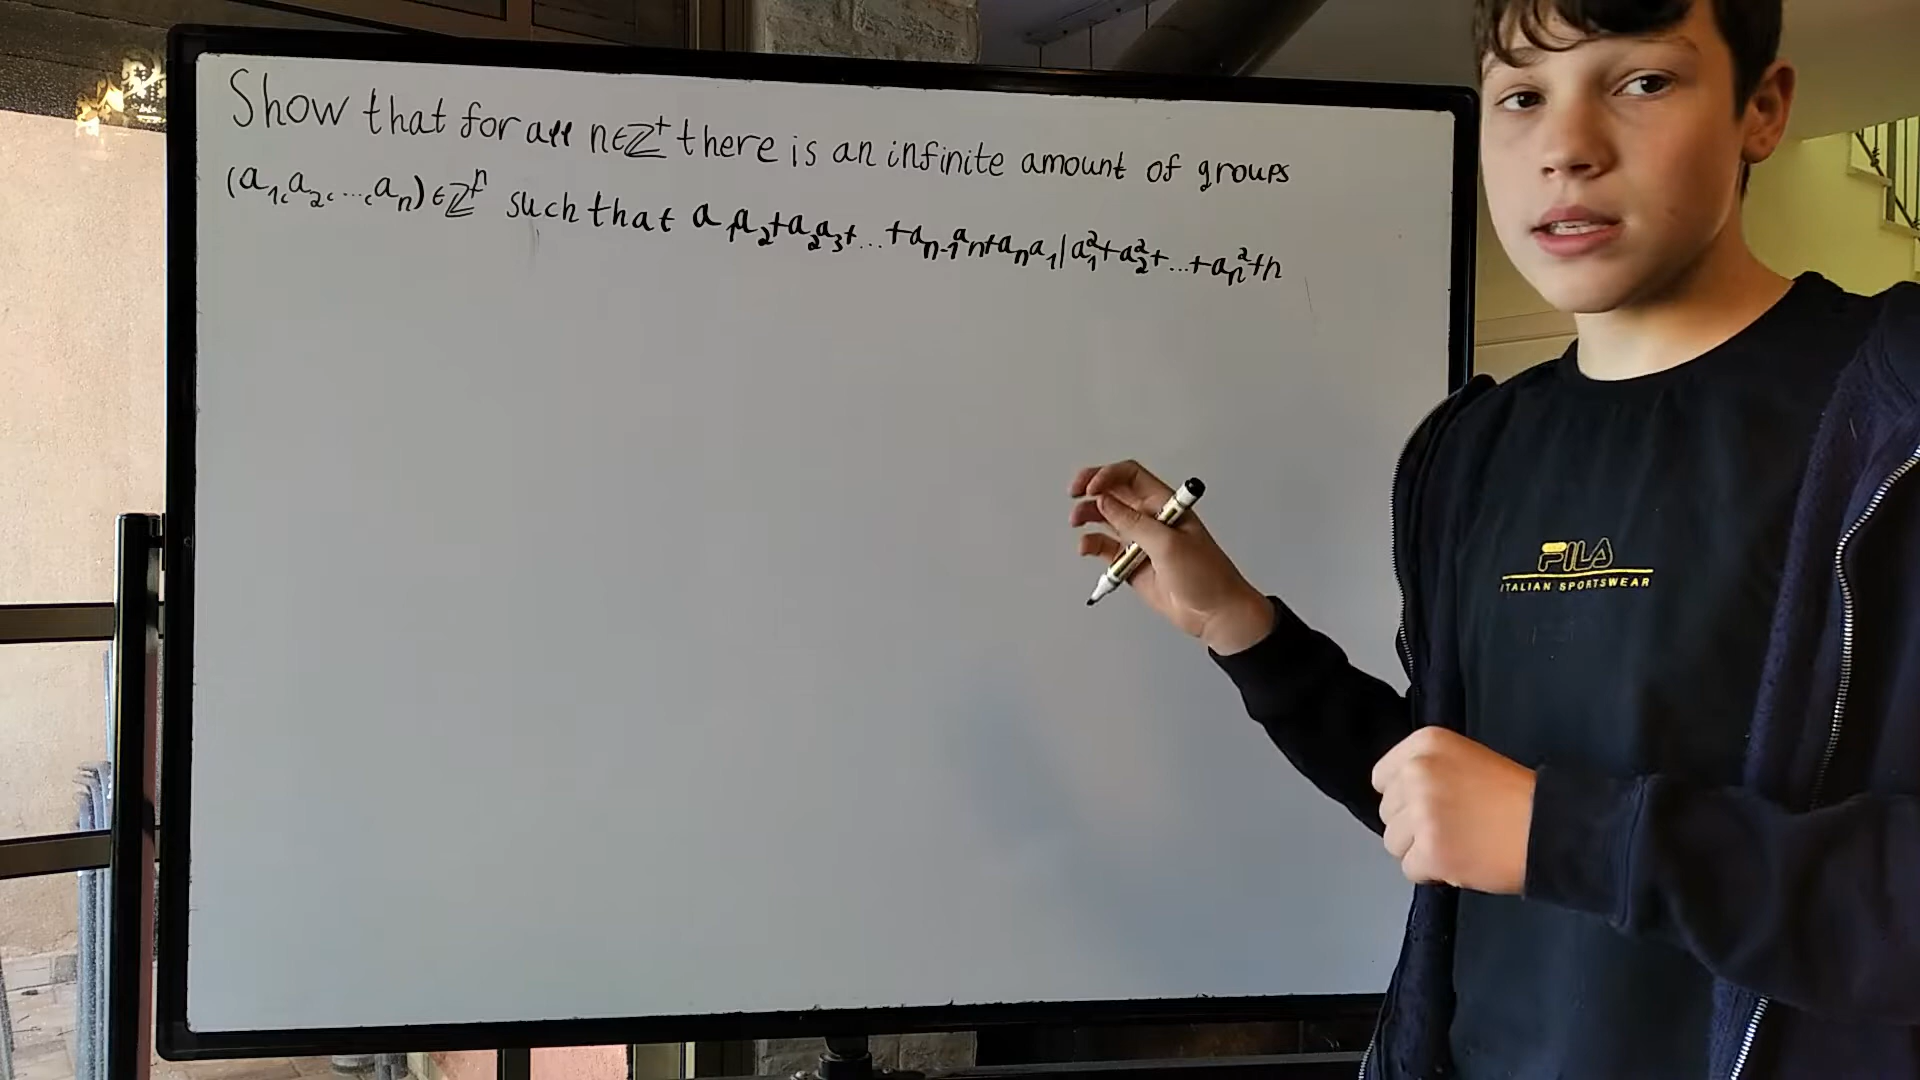 Show that for all n∈ℤ⁺ there is an infinite amount of groups
(a₁,a₂,...,aₙ)∈ℤⁿ such that a₁a₂+a₂a₃+...+aₙ₋₁aₙ+aₙa₁|a₁²+a₂²+...+aₙ²+n
FILA
ITALIAN SPORTSWEAR